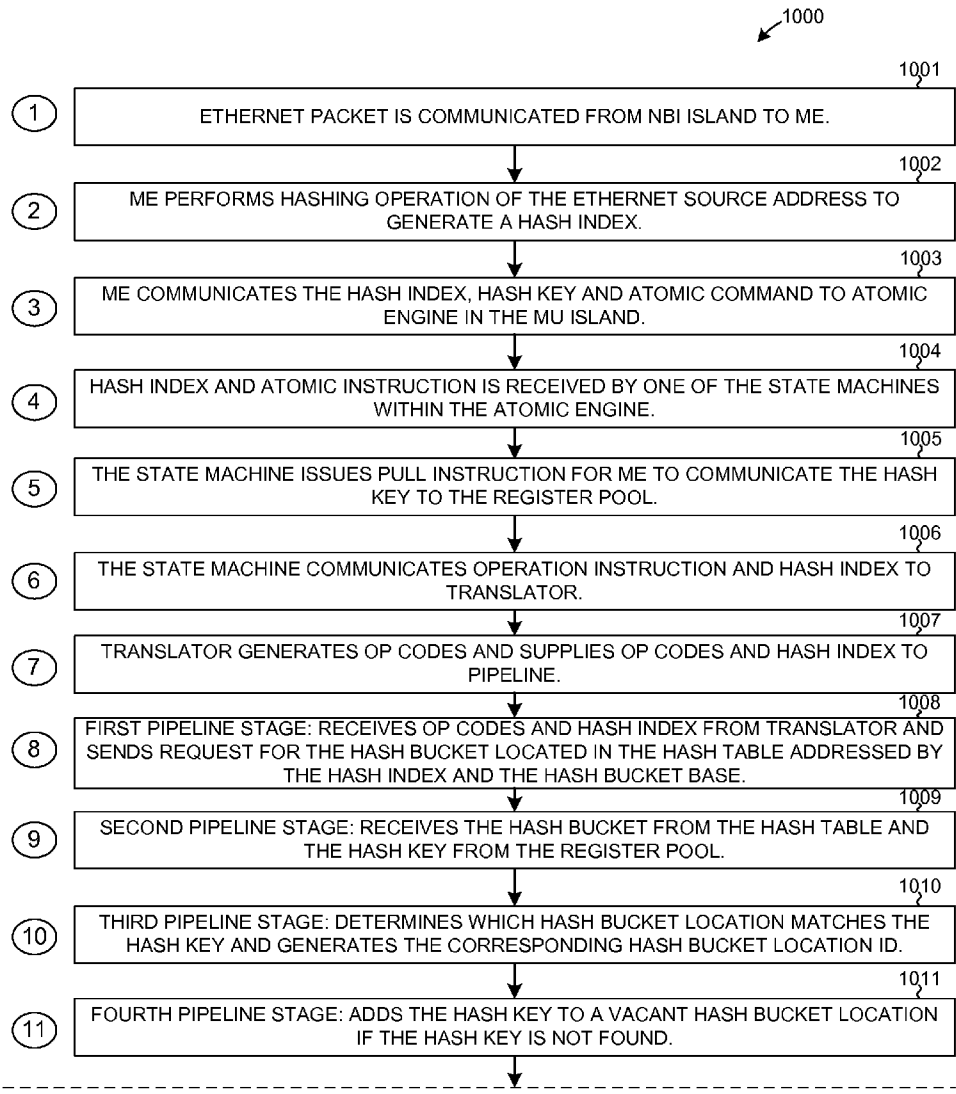 1000
1001
1
ETHERNET PACKET IS COMMUNICATED FROM NBI ISLAND TO ME.
1002
2
ME PERFORMS HASHING OPERATION OF THE ETHERNET SOURCE ADDRESS TO
GENERATE A HASH INDEX.
1003
3
ME COMMUNICATES THE HASH INDEX, HASH KEY AND ATOMIC COMMAND TO ATOMIC
ENGINE IN THE MU ISLAND.
1004
4
HASH INDEX AND ATOMIC INSTRUCTION IS RECEIVED BY ONE OF THE STATE MACHINES
WITHIN THE ATOMIC ENGINE.
1005
5
THE STATE MACHINE ISSUES PULL INSTRUCTION FOR ME TO COMMUNICATE THE HASH
KEY TO THE REGISTER POOL.
1006
6
THE STATE MACHINE COMMUNICATES OPERATION INSTRUCTION AND HASH INDEX TO
TRANSLATOR.
1007
7
TRANSLATOR GENERATES OP CODES AND SUPPLIES OP CODES AND HASH INDEX TO
PIPELINE.
1008
8
FIRST PIPELINE STAGE: RECEIVES OP CODES AND HASH INDEX FROM TRANSLATOR AND
SENDS REQUEST FOR THE HASH BUCKET LOCATED IN THE HASH TABLE ADDRESSED BY
THE HASH INDEX AND THE HASH BUCKET BASE.
1009
9
SECOND PIPELINE STAGE: RECEIVES THE HASH BUCKET FROM THE HASH TABLE AND
THE HASH KEY FROM THE REGISTER POOL.
1010
10
THIRD PIPELINE STAGE: DETERMINES WHICH HASH BUCKET LOCATION MATCHES THE
HASH KEY AND GENERATES THE CORRESPONDING HASH BUCKET LOCATION ID.
1011
11
FOURTH PIPELINE STAGE: ADDS THE HASH KEY TO A VACANT HASH BUCKET LOCATION
IF THE HASH KEY IS NOT FOUND.